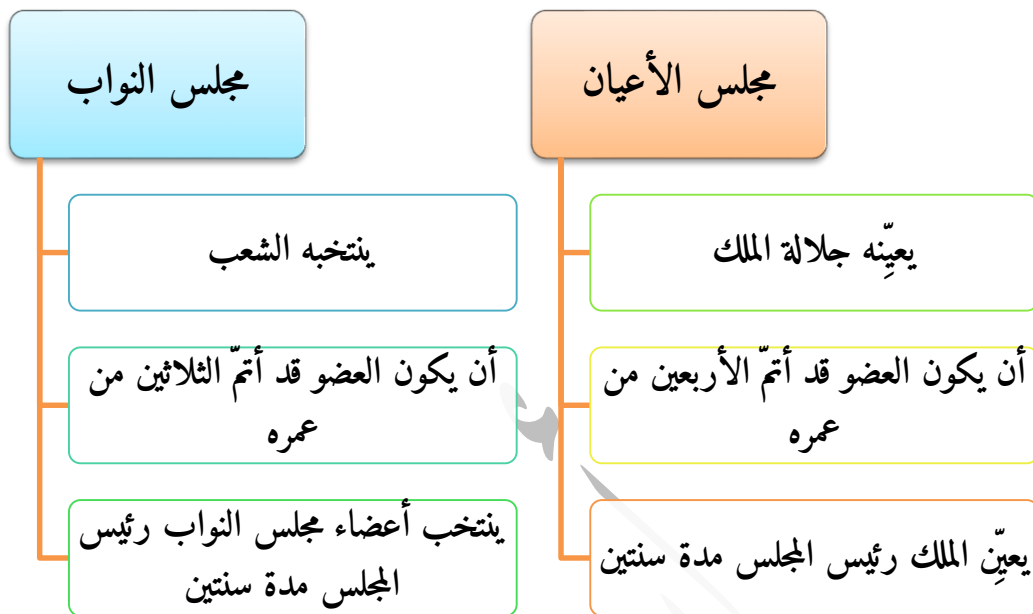 مجلس الأعيان
يعيِّنه جلالة الملك
أن يكون العضو قد أتمّ الأربعين من
عمره
يعيِّن الملك رئيس المجلس مدة سنتين
مجلس النواب
ينتخبه الشعب
أن يكون العضو قد أتمّ الثلاثين من
عمره
ينتخب أعضاء مجلس النواب رئيس
المجلس مدة سنتين